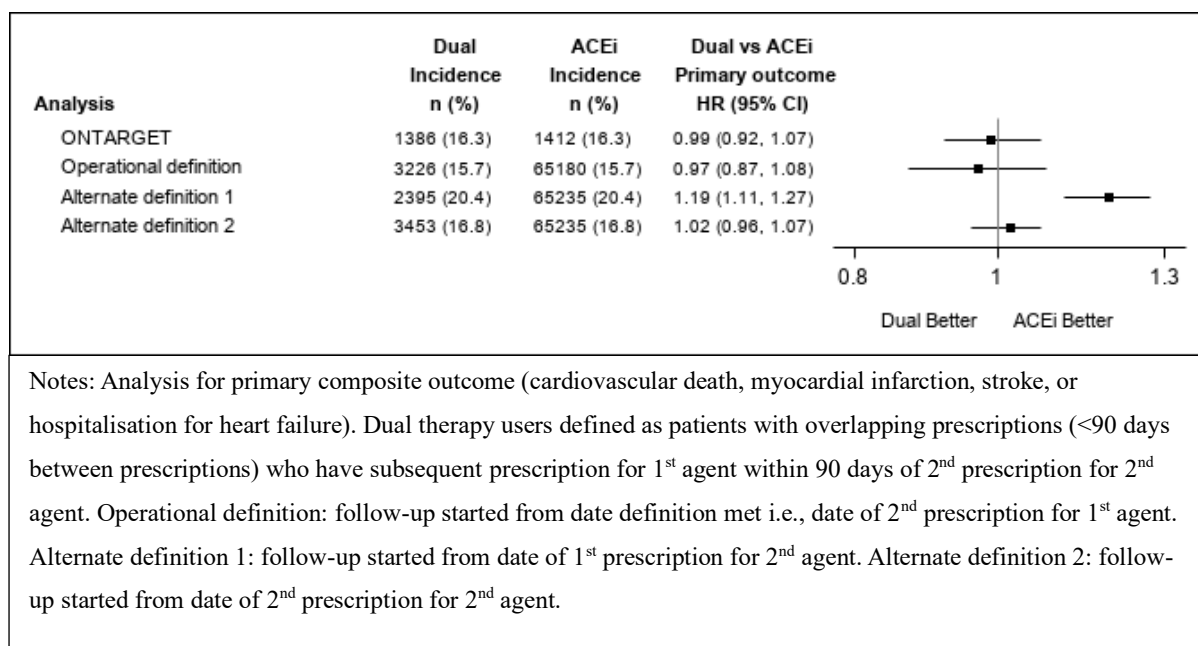 Dual ACEi Dual vs ACEi
Incidence Incidence Primary outcome
Analysis n (%) n (%) HR (95% CI)
ONTARGET 1386 (16.3) 1412 (16.3) 0.99 (0.92, 1.07)
Operational definition 3226 (15.7) 65180 (15.7) 0.97 (0.87, 1.08)
Alternate definition 1 2395 (20.4) 65235 (20.4) 1.19 (1.11, 1.27)
Alternate definition 2 3453 (16.8) 65235 (16.8) 1.02 (0.96, 1.07)
0.8 1 1.3
Dual Better ACEi Better
Notes: Analysis for primary composite outcome (cardiovascular death, myocardial infarction, stroke, or
hospitalisation for heart failure). Dual therapy users defined as patients with overlapping prescriptions (<90 days
between prescriptions) who have subsequent prescription for 1st agent within 90 days of 2nd prescription for 2nd
agent. Operational definition: follow-up started from date definition met i.e., date of 2nd prescription for 1st agent.
Alternate definition 1: follow-up started from date of 1st prescription for 2nd agent. Alternate definition 2: follow-
up started from date of 2nd prescription for 2nd agent.